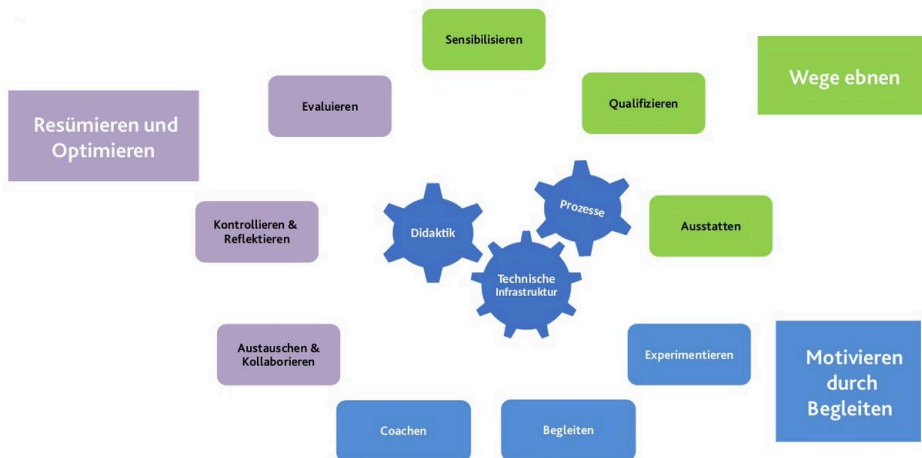 Sensibilisieren
Wege ebnen
Evaluieren
Qualifizieren
Resümieren und
Optimieren
Prozesse
Kontrollieren &
Reflektieren
Didaktik
Ausstatten
Technische
Infrastruktur
Austauschen &
Kollaborieren
Experimentieren
Motivieren
durch
Begleiten
Coachen
Begleiten